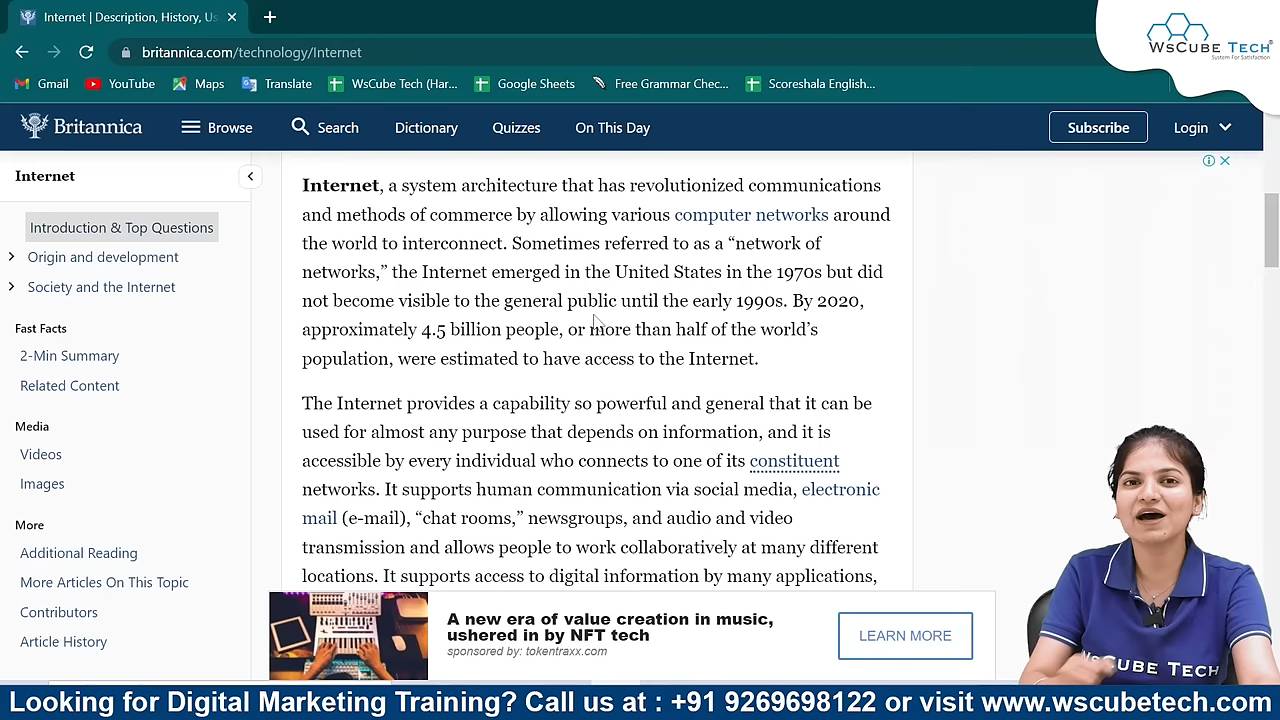 Internet | Description, History, Us
WsCube Tech
System For Satisfaction
britannica.com/technology/Internet
Gmail YouTube Maps Translate WsCube Tech (Har... Google Sheets Free Grammar Chec... Scoreshala English...
Britannica Browse Search Dictionary Quizzes On This Day Subscribe Login
Internet
Introduction & Top Questions
Origin and development
Society and the Internet
Fast Facts
2-Min Summary
Related Content
Media
Videos
Images
More
Additional Reading
More Articles On This Topic
Contributors
Article History
Internet, a system architecture that has revolutionized communications
and methods of commerce by allowing various computer networks around
the world to interconnect. Sometimes referred to as a “network of
networks,” the Internet emerged in the United States in the 1970s but did
not become visible to the general public until the early 1990s. By 2020,
approximately 4.5 billion people, or more than half of the world’s
population, were estimated to have access to the Internet.
The Internet provides a capability so powerful and general that it can be
used for almost any purpose that depends on information, and it is
accessible by every individual who connects to one of its constituent
networks. It supports human communication via social media, electronic
mail (e-mail), “chat rooms,” newsgroups, and audio and video
transmission and allows people to work collaboratively at many different
locations. It supports access to digital information by many applications,
A new era of value creation in music,
ushered in by NFT tech
sponsored by: tokentraxx.com
LEARN MORE
WsCUBE TECH
Looking for Digital Marketing Training? Call us at : +91 9269698122 or visit www.wscubetech.com